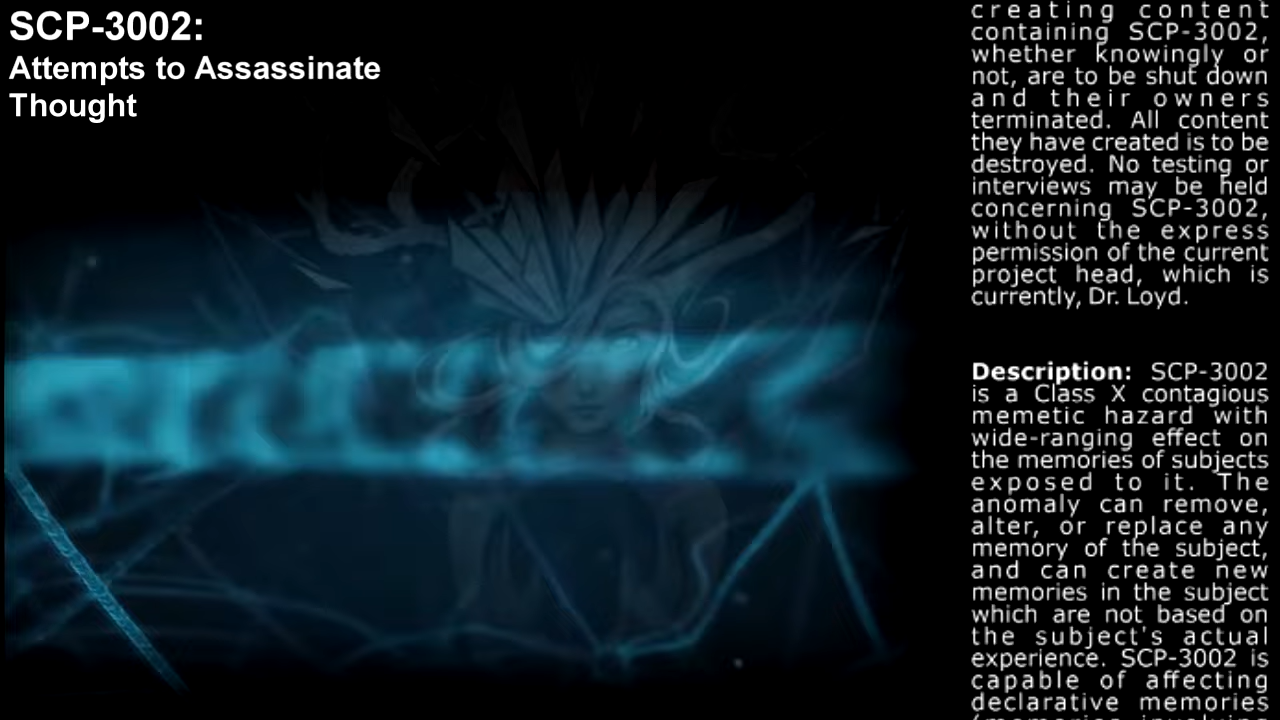 SCP-3002:
Attempts to Assassinate
Thought
creating content
containing SCP-3002,
whether knowingly or
not, are to be shut down
and their owners
terminated. All content
they have created is to be
destroyed. No testing or
interviews may be held
concerning SCP-3002,
without the express
permission of the current
project head, which is
currently, Dr. Loyd.
Description: SCP-3002
is a Class X contagious
memetic hazard with
wide-ranging effect on
the memories of subjects
exposed to it. The
anomaly can remove,
alter, or replace any
memory of the subject,
and can create new
memories in the subject
which are not based on
the subject's actual
experience. SCP-3002 is
capable of affecting
declarative memories